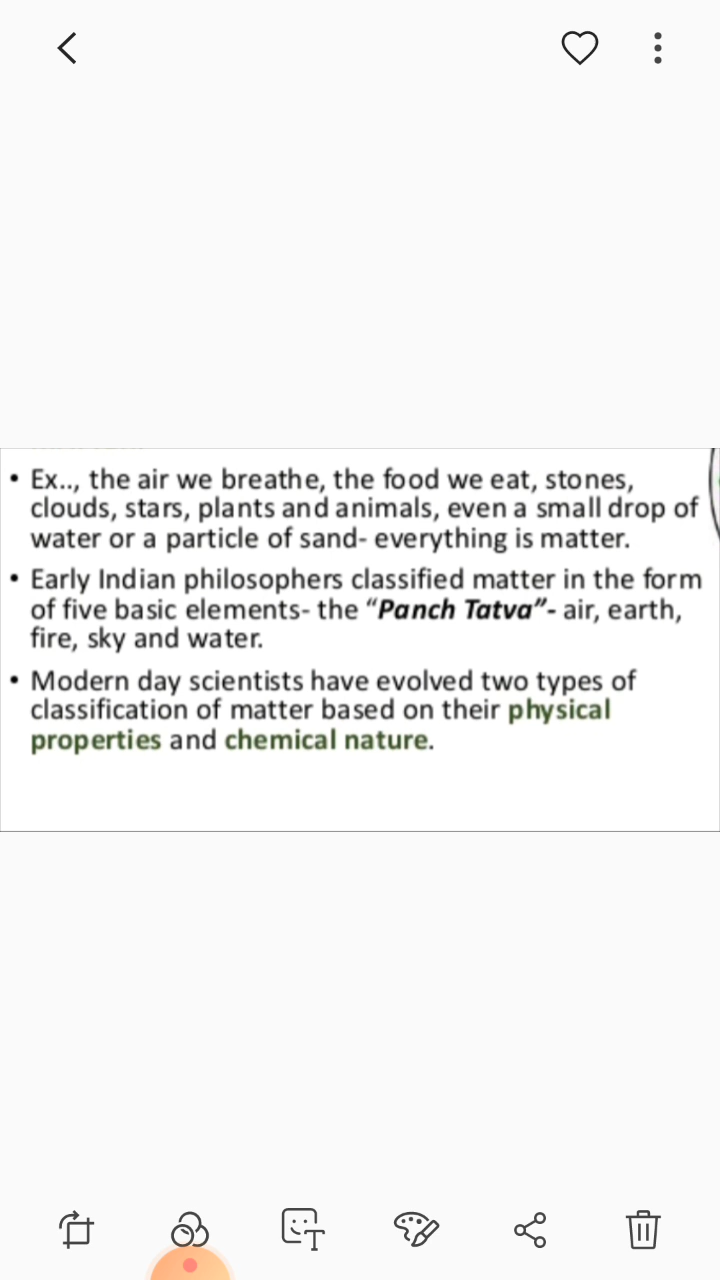 • Ex.., the air we breathe, the food we eat, stones,
clouds, stars, plants and animals, even a small drop of
water or a particle of sand- everything is matter.
• Early Indian philosophers classified matter in the form
of five basic elements- the “Panch Tatva”- air, earth,
fire, sky and water.
• Modern day scientists have evolved two types of
classification of matter based on their physical
properties and chemical nature.